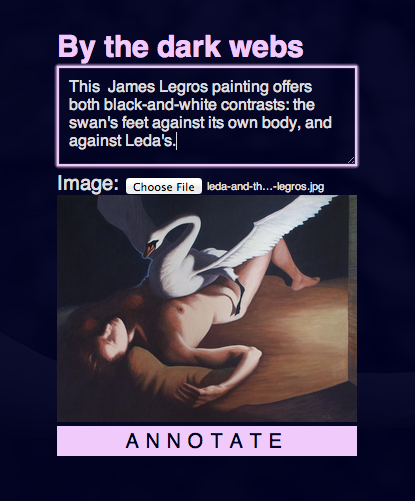 By the dark webs
This  James Legros painting offers
both black-and-white contrasts: the
swan's feet against its own body, and
against Leda's.
Image: Choose File leda-and-th...-legros.jpg
ANNOTATE